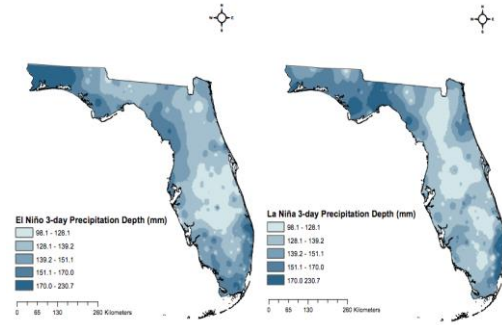 N
W E
S
N
W E
S
El Niño 3-day Precipitation Depth (mm)
98.1 - 128.1
128.1 - 139.2
139.2 - 151.1
151.1 - 170.0
170.0 - 230.7
0 65 130 260 Kilometers
La Niña 3-day Precipitation Depth (mm)
98.1 - 128.1
128.1 - 139.2
139.2 - 151.1
151.1 - 170.0
170.0 230.7
0 65 130 260 Kilometers